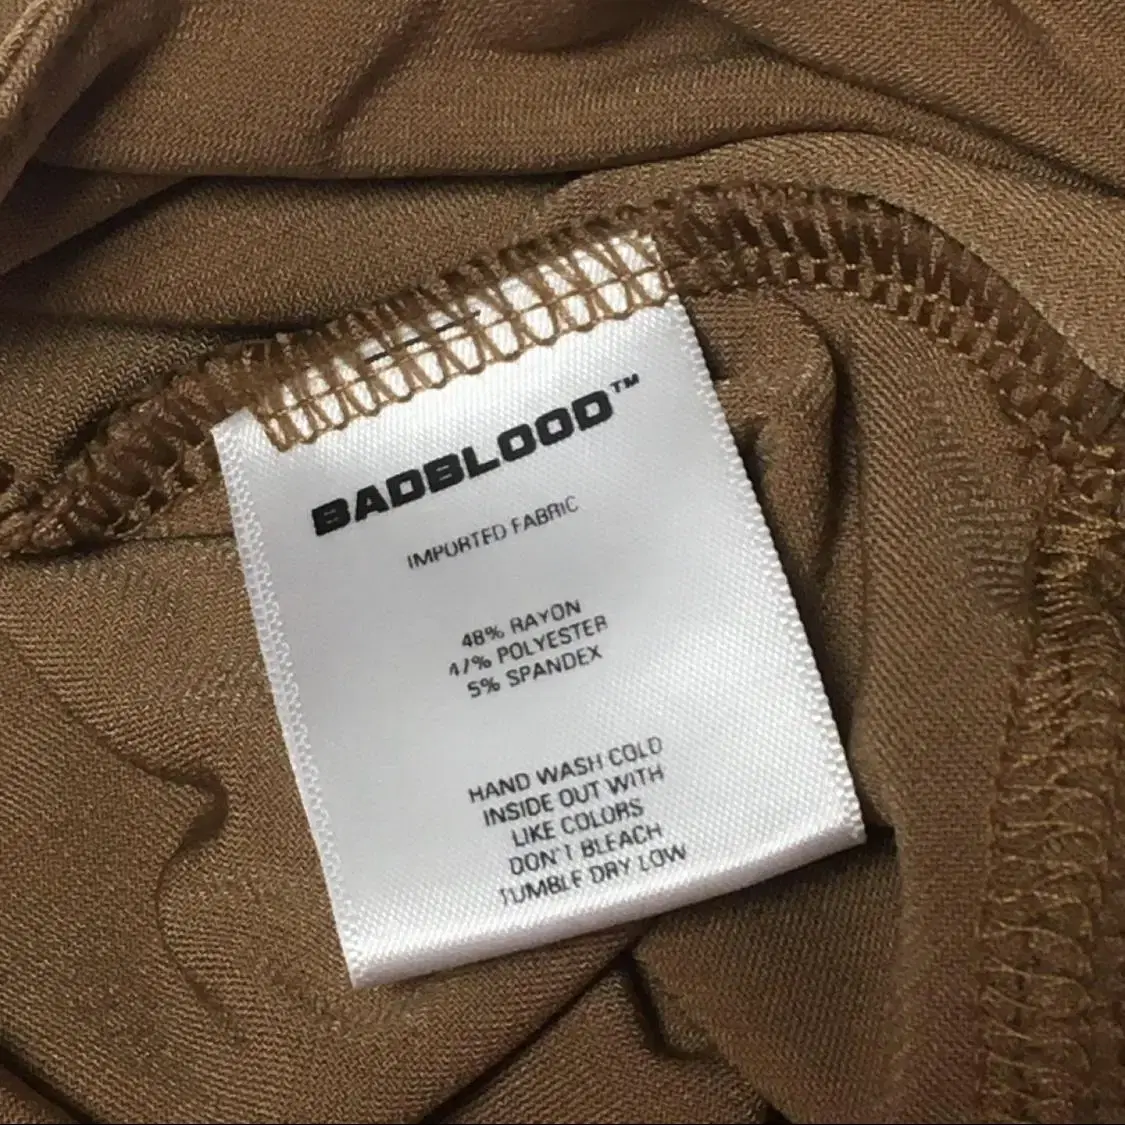 BADBLOOD™
IMPORTED FABRIC
48% RAYON
47% POLYESTER
5% SPANDEX
HAND WASH COLD
INSIDE OUT WITH
LIKE COLORS
DON'T BLEACH
TUMBLE DRY LOW